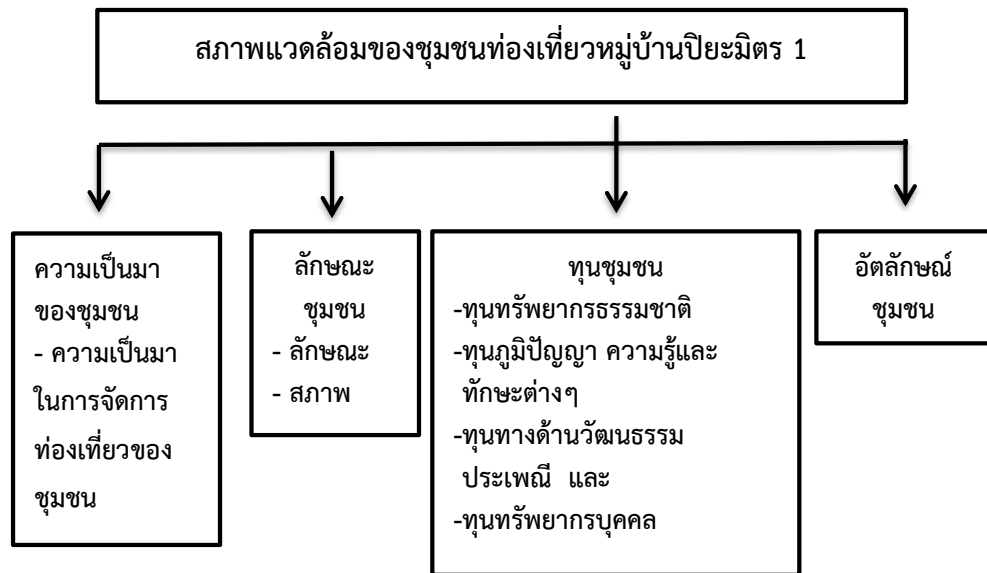 สภาพแวดล้อมของชุมชนท่องเที่ยวหมู่บ้านปิยะมิตร 1
ความเป็นมา
ของชุมชน
- ความเป็นมา
ในการจัดการ
ท่องเที่ยวของ
ชุมชน
ลักษณะ
ชุมชน
- ลักษณะ
- สภาพ
ทุนชุมชน
-ทุนทรัพยากรธรรมชาติ
-ทุนภูมิปัญญา ความรู้และ
ทักษะต่างๆ
-ทุนทางด้านวัฒนธรรม
ประเพณี และ
-ทุนทรัพยากรบุคคล
อัตลักษณ์
ชุมชน